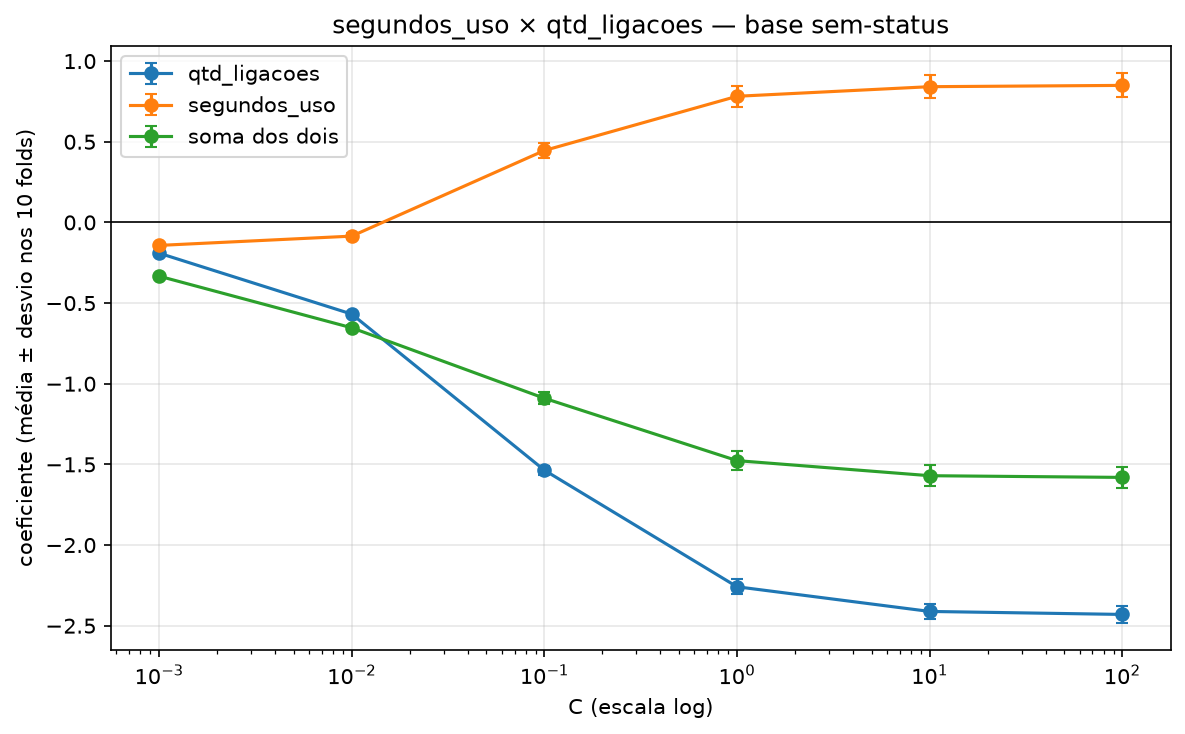 segundos_uso × qtd_ligacoes — base sem-status
qtd_ligacoes
segundos_uso
soma dos dois
coeficiente (média ± desvio nos 10 folds)
1.0
0.5
0.0
−0.5
−1.0
−1.5
−2.0
−2.5
10⁻³ 10⁻² 10⁻¹ 10⁰ 10¹ 10²
C (escala log)